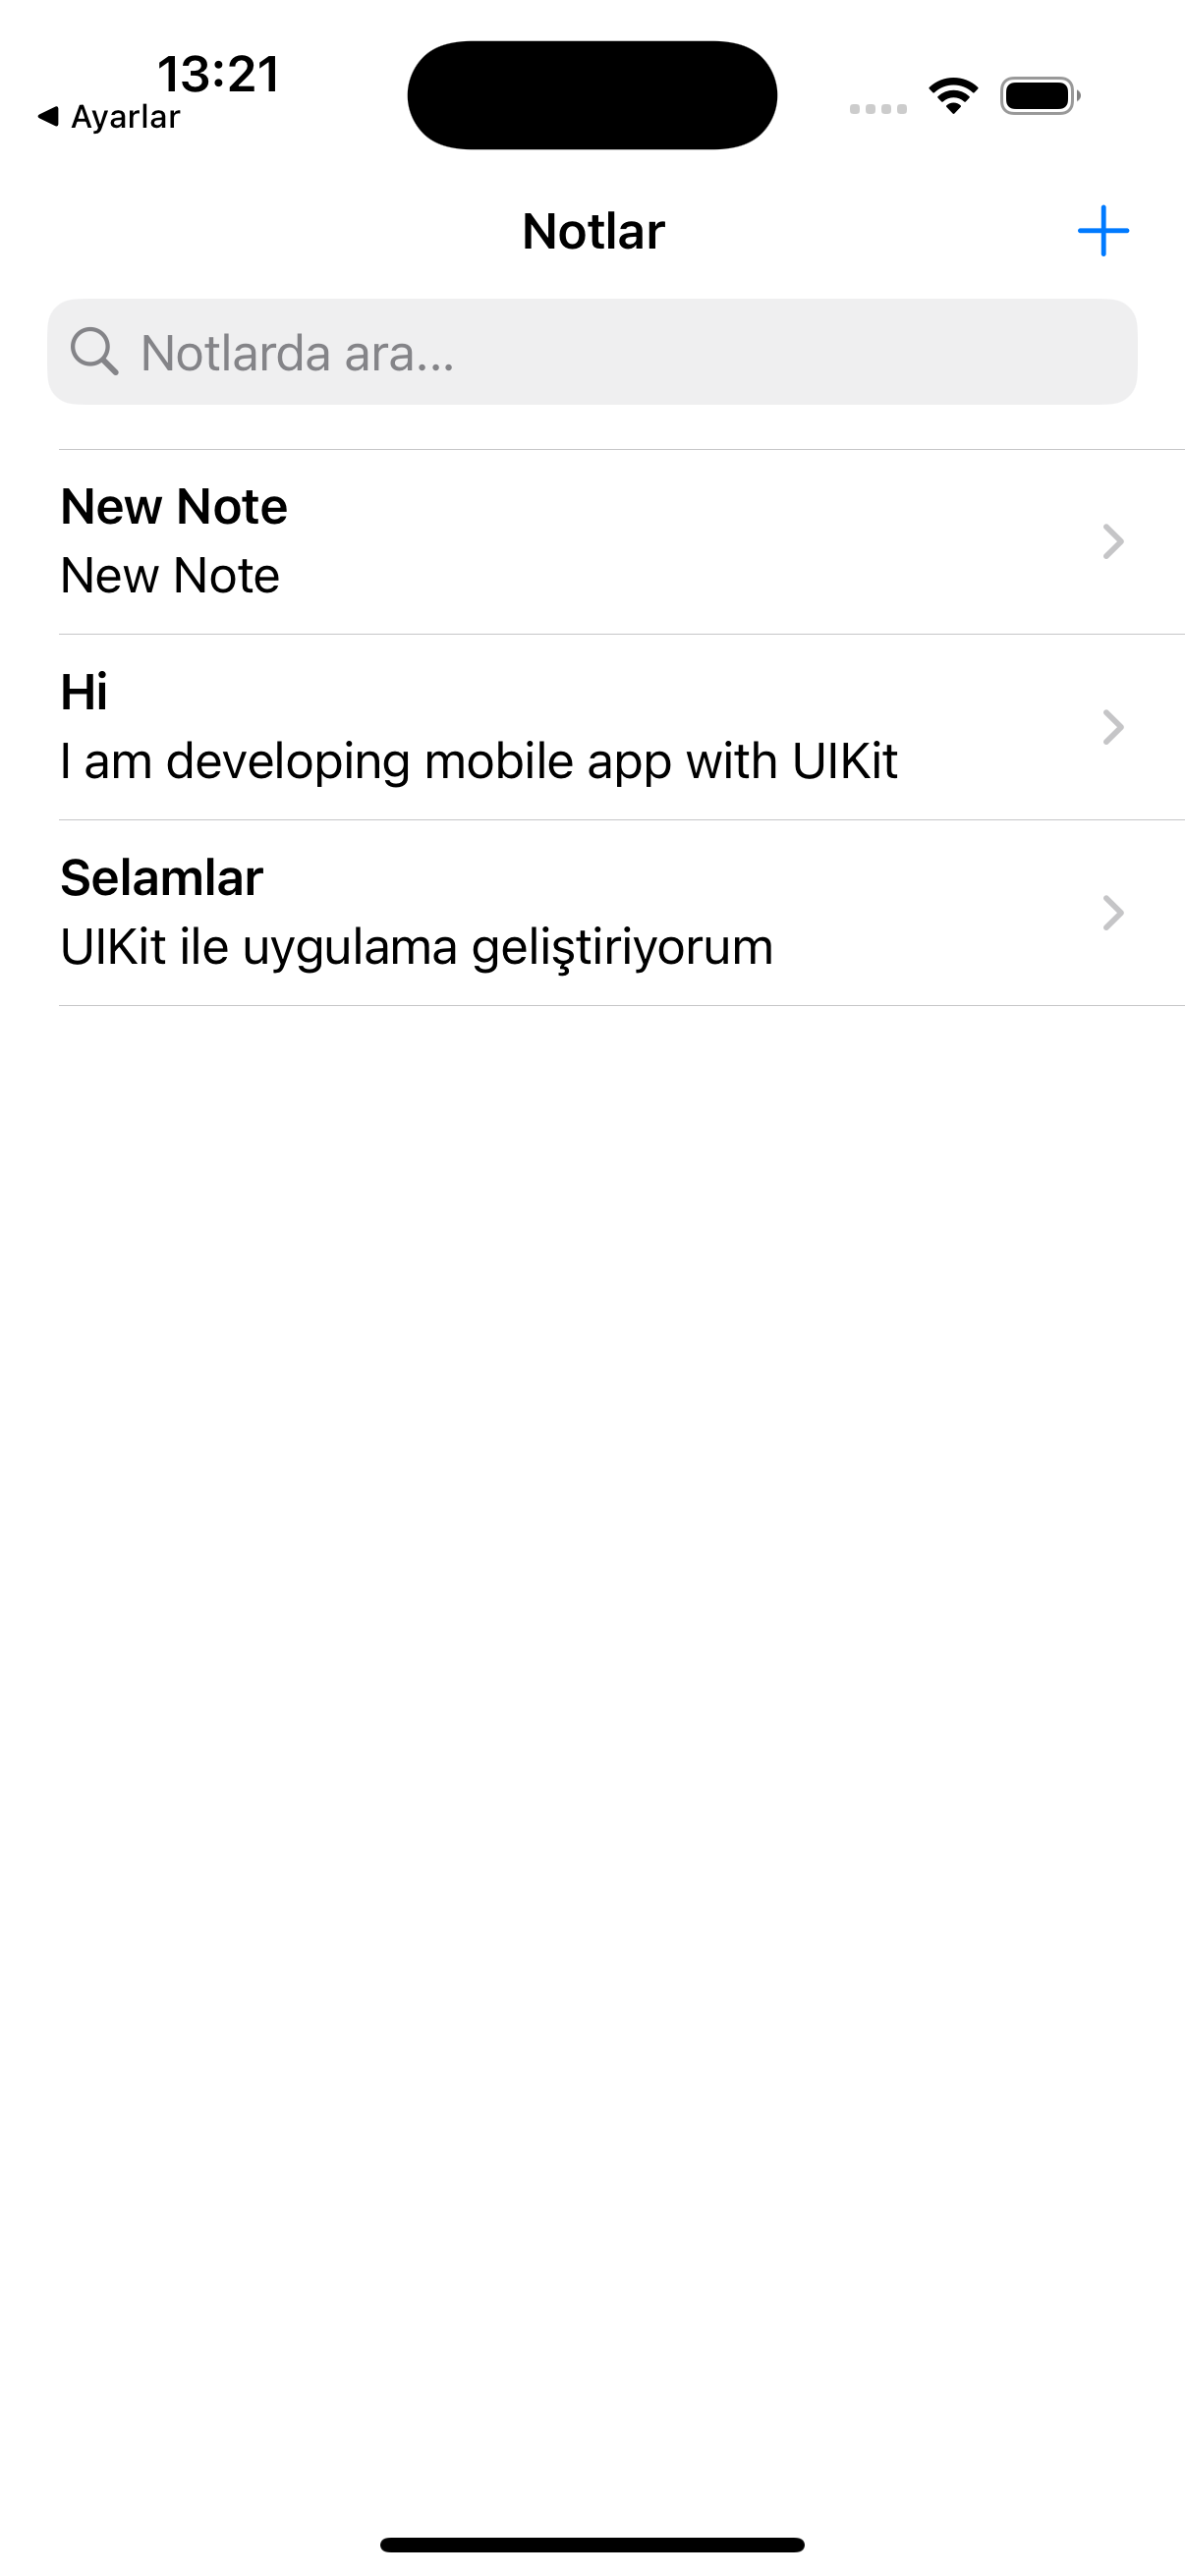 13:21
Ayarlar
Notlar
Notlarda ara...
New Note
New Note
Hi
I am developing mobile app with UIKit
Selamlar
UIKit ile uygulama geliştiriyorum